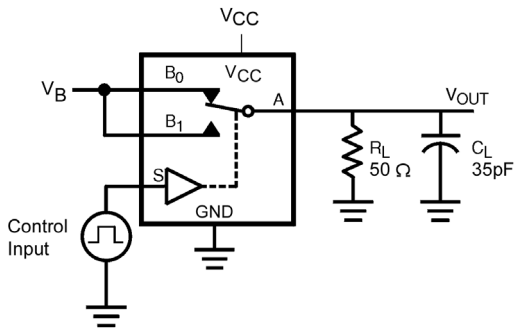 VCC
VCC
B0
VB
A
VOUT
B1
RL
50 Ω
CL
35pF
S
GND
Control
Input